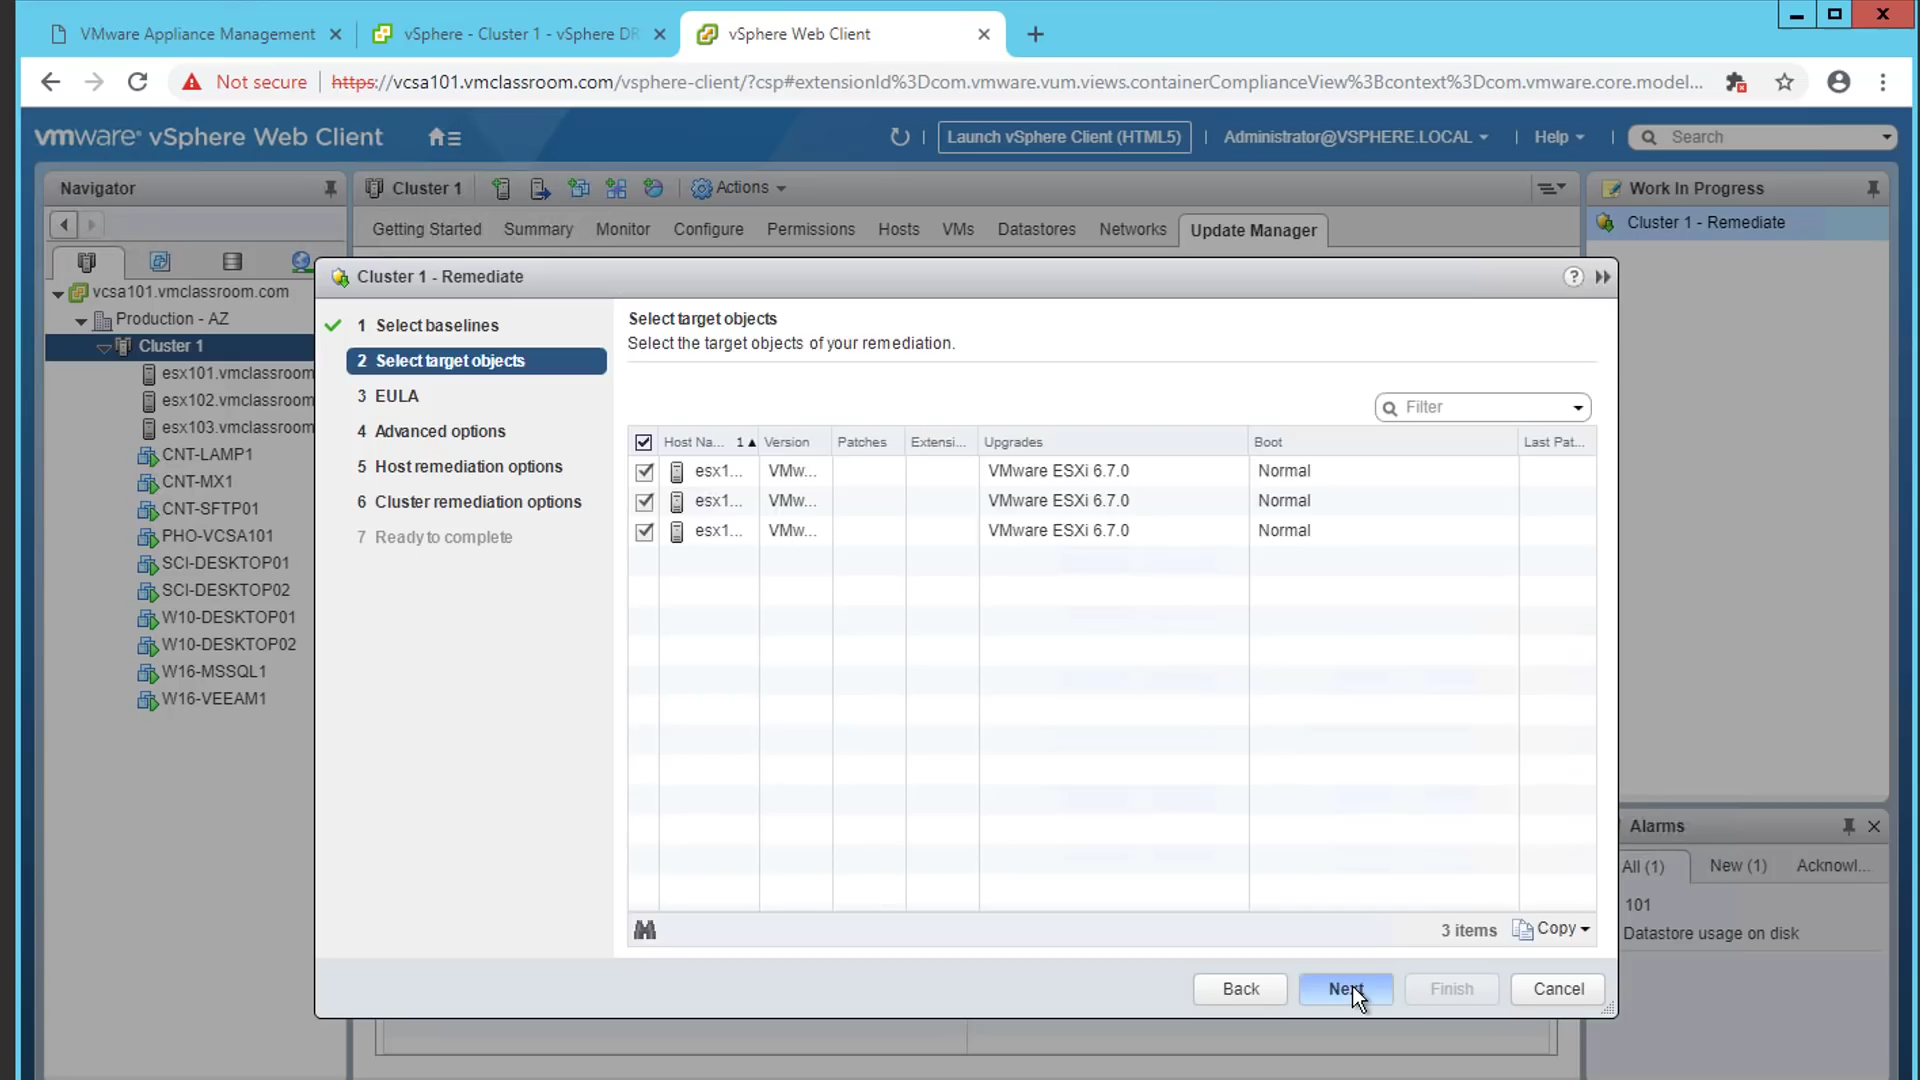 VMware Appliance Management
vSphere - Cluster 1 - vSphere DR
vSphere Web Client
Not secure
https://vcsa101.vmclassroom.com/vsphere-client/?csp#extensionId%3Dcom.vmware.vum.views.containerComplianceView%3Bcontext%3Dcom.vmware.core.model...
vmware® vSphere Web Client
Launch vSphere Client (HTML5)
Administrator@VSPHERE.LOCAL
Help
Search
Navigator
Cluster 1
Actions
Work In Progress
Getting Started
Summary
Monitor
Configure
Permissions
Hosts
VMs
Datastores
Networks
Update Manager
Cluster 1 - Remediate
vcsa101.vmclassroom.com
Production - AZ
Cluster 1
esx101.vmclassroom
esx102.vmclassroom
esx103.vmclassroom
CNT-LAMP1
CNT-MX1
CNT-SFTP01
PHO-VCSA101
SCI-DESKTOP01
SCI-DESKTOP02
W10-DESKTOP01
W10-DESKTOP02
W16-MSSQL1
W16-VEEAM1
Cluster 1 - Remediate
1 Select baselines
2 Select target objects
3 EULA
4 Advanced options
5 Host remediation options
6 Cluster remediation options
7 Ready to complete
Select target objects
Select the target objects of your remediation.
Filter
Host Na... 1 ▲ Version Patches Extensi... Upgrades Boot Last Pat...
esx1... VMw... VMware ESXi 6.7.0 Normal
esx1... VMw... VMware ESXi 6.7.0 Normal
esx1... VMw... VMware ESXi 6.7.0 Normal
3 items
Copy
Back
Next
Finish
Cancel
Alarms
All (1)
New (1)
Acknowl...
101
Datastore usage on disk